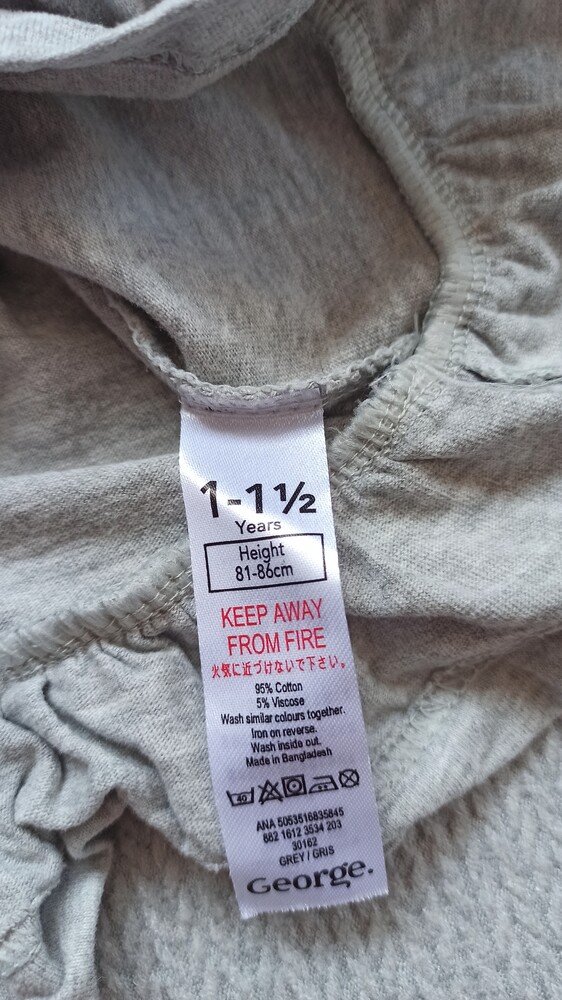 1-1½
Years
Height
81-86cm
KEEP AWAY
FROM FIRE
火気に近づけないで下さい。
95% Cotton
5% Viscose
Wash similar colours together.
Iron on reverse.
Wash inside out.
Made in Bangladesh
40
ANA 5053516835845
882 1612 3534 203
30162
GREY / GRIS
George.